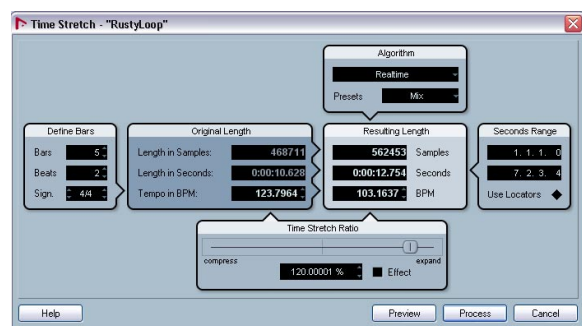 Time Stretch - "RustyLoop"
Algorithm
Realtime
Presets Mix
Define Bars
Bars 5
Beats 2
Sign. 4/4
Original Length
Length in Samples: 468711
Length in Seconds: 0:00:10.628
Tempo in BPM: 123.7964
Resulting Length
562453 Samples
0:00:12.754 Seconds
103.1637 BPM
Seconds Range
1. 1. 1. 0
7. 2. 3. 4
Use Locators
Time Stretch Ratio
compress expand
120.00001 % Effect
Help Preview Process Cancel